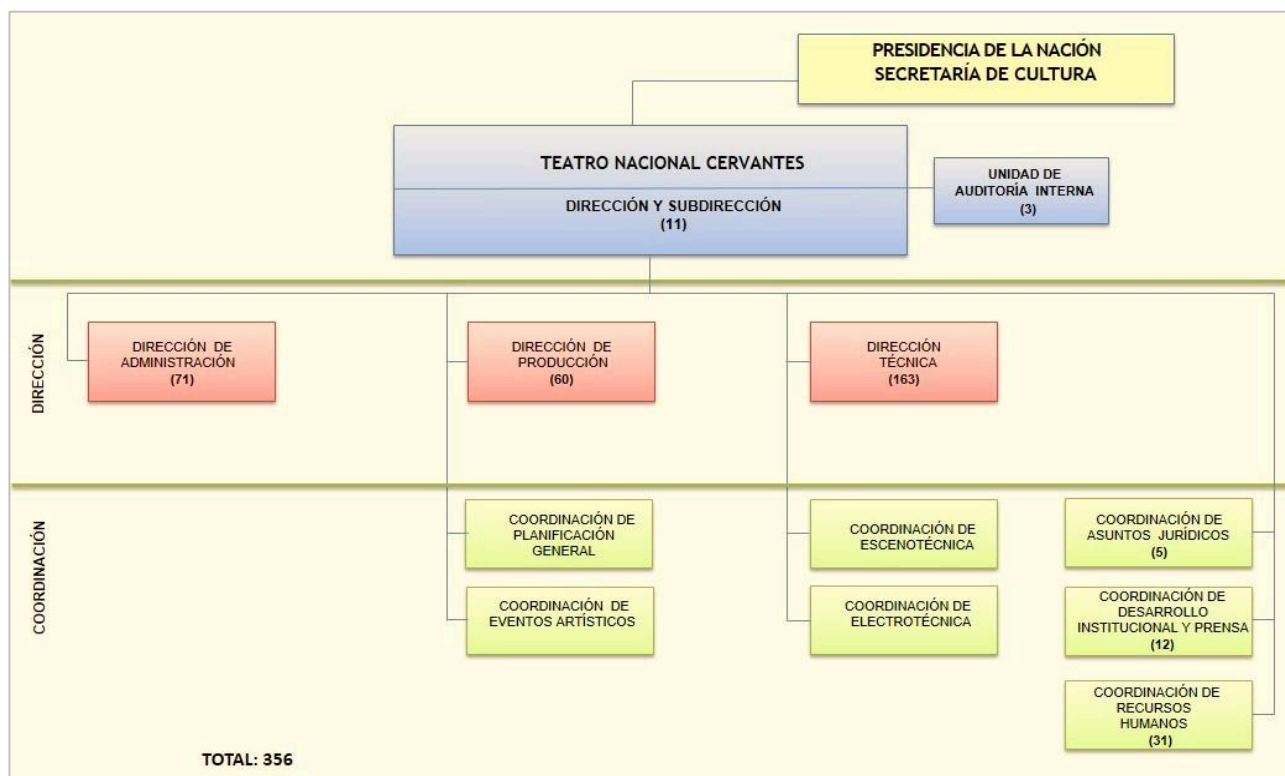 PRESIDENCIA DE LA NACIÓN
SECRETARÍA DE CULTURA
TEATRO NACIONAL CERVANTES
DIRECCIÓN Y SUBDIRECCIÓN
(11)
UNIDAD DE
AUDITORÍA INTERNA
(3)
DIRECCIÓN
DIRECCIÓN DE
ADMINISTRACIÓN
(71)
DIRECCIÓN DE
PRODUCCIÓN
(60)
DIRECCIÓN
TÉCNICA
(163)
COORDINACIÓN
COORDINACIÓN DE
PLANIFICACIÓN
GENERAL
COORDINACIÓN DE
EVENTOS ARTÍSTICOS
COORDINACIÓN DE
ESCENOTÉCNICA
COORDINACIÓN DE
ELECTROTÉCNICA
COORDINACIÓN DE
ASUNTOS JURÍDICOS
(5)
COORDINACIÓN DE
DESARROLLO
INSTITUCIONAL Y PRENSA
(12)
COORDINACIÓN DE
RECURSOS
HUMANOS
(31)
TOTAL: 356